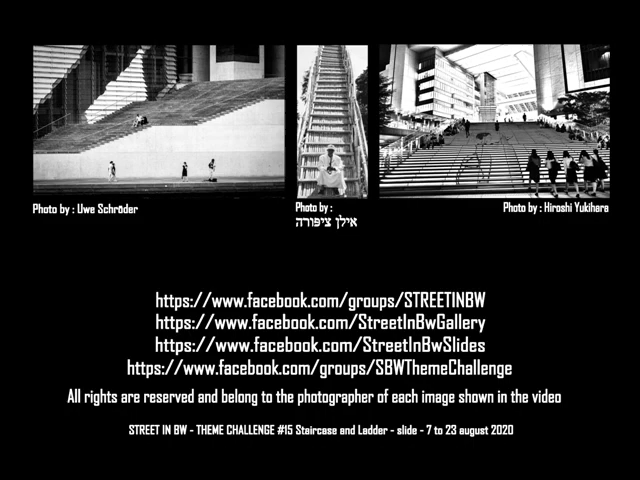 Photo by : Uwe Schröder
Photo by :
אילן ציפורה
Photo by : Hiroshi Yukihara
https://www.facebook.com/groups/STREETINBW
https://www.facebook.com/StreetInBwGallery
https://www.facebook.com/StreetInBwSlides
https://www.facebook.com/groups/SBWThemeChallenge
All rights are reserved and belong to the photographer of each image shown in the video
STREET IN BW - THEME CHALLENGE #15 Staircase and Ladder - slide - 7 to 23 august 2020